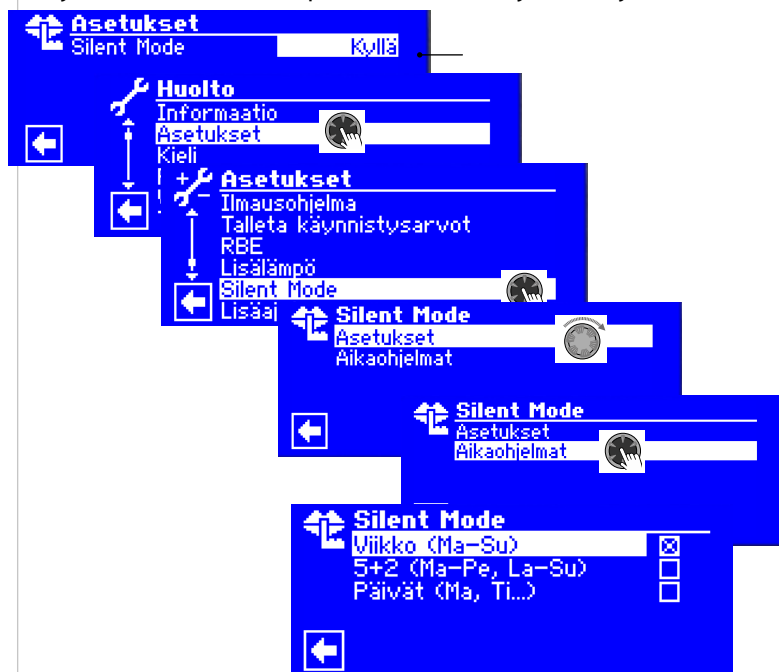 Asetukset
Silent Mode Kyllä
Huolto
Informaatio
Asetukset
Kieli
Asetukset
Ilmausohjelma
Talleta käynnistysarvot
RBE
Lisälämpö
Silent Mode
Silent Mode
Asetukset
Aikaohjelmat
Silent Mode
Asetukset
Aikaohjelmat
Silent Mode
Viikko (Ma-Su)
5+2 (Ma-Pe, La-Su)
Päivät (Ma, Ti...)